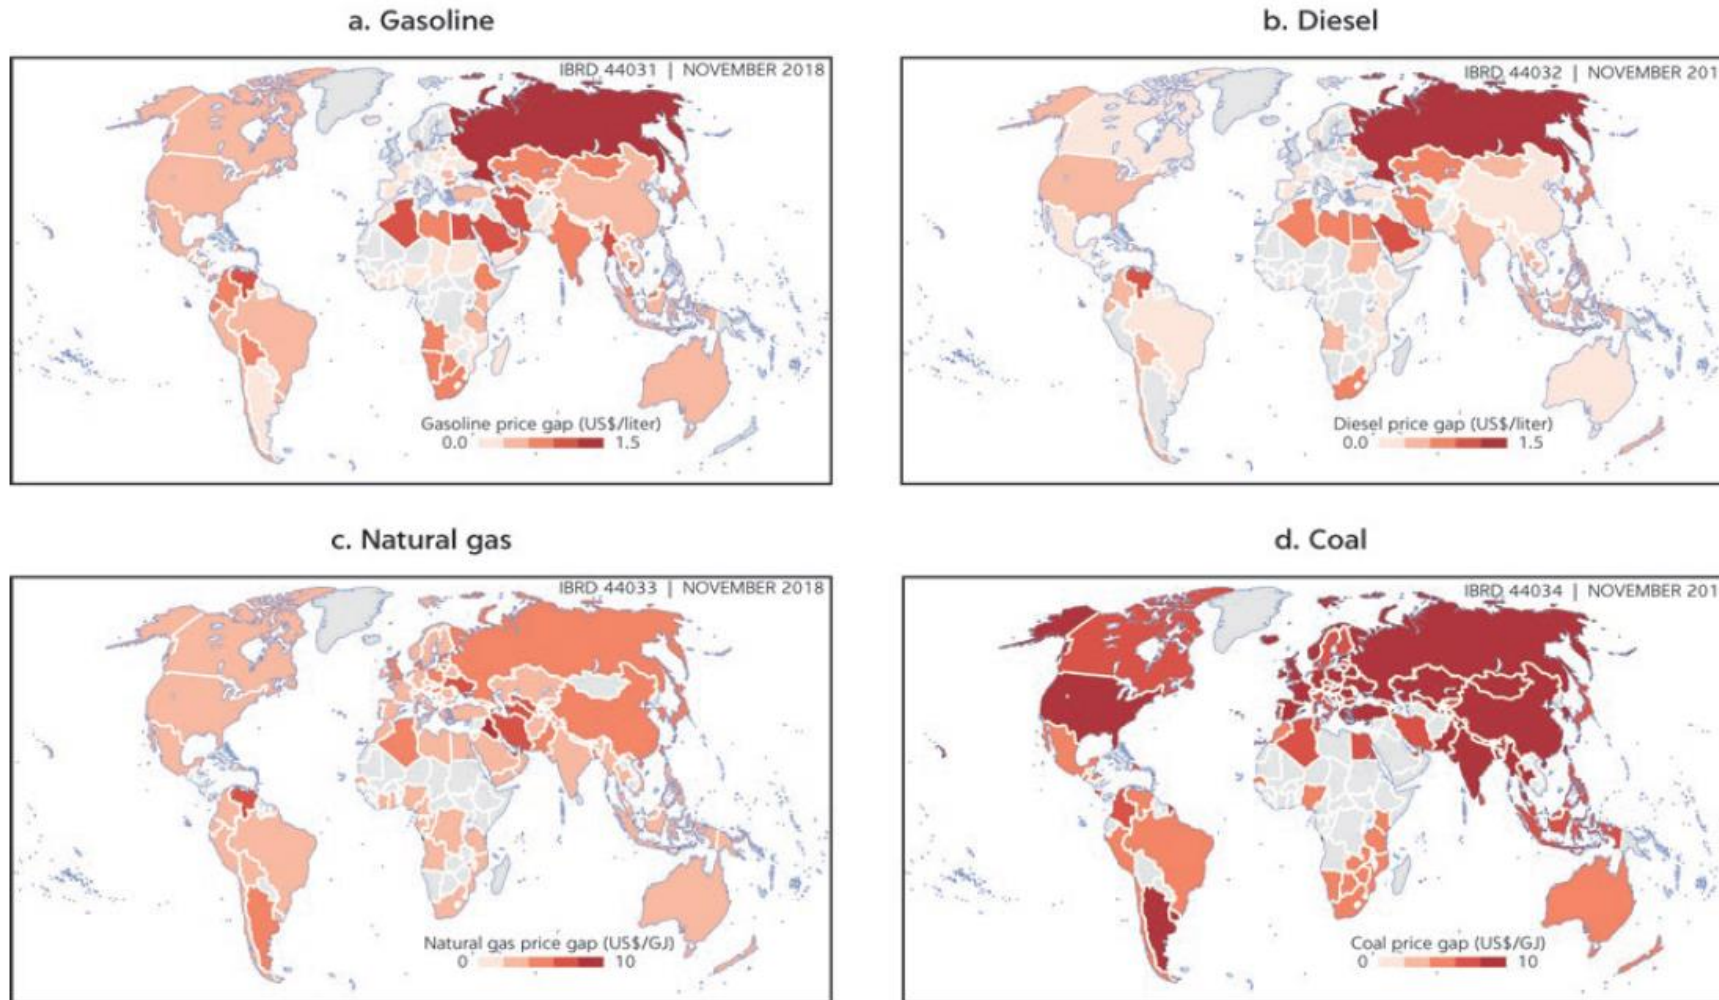 a. Gasoline
IBRD 44031 | NOVEMBER 2018
Gasoline price gap (US$/liter)
0.0 1.5
b. Diesel
IBRD 44032 | NOVEMBER 201
Diesel price gap (US$/liter)
0.0 1.5
c. Natural gas
IBRD 44033 | NOVEMBER 2018
Natural gas price gap (US$/GJ)
0 10
d. Coal
IBRD 44034 | NOVEMBER 201
Coal price gap (US$/GJ)
0 10